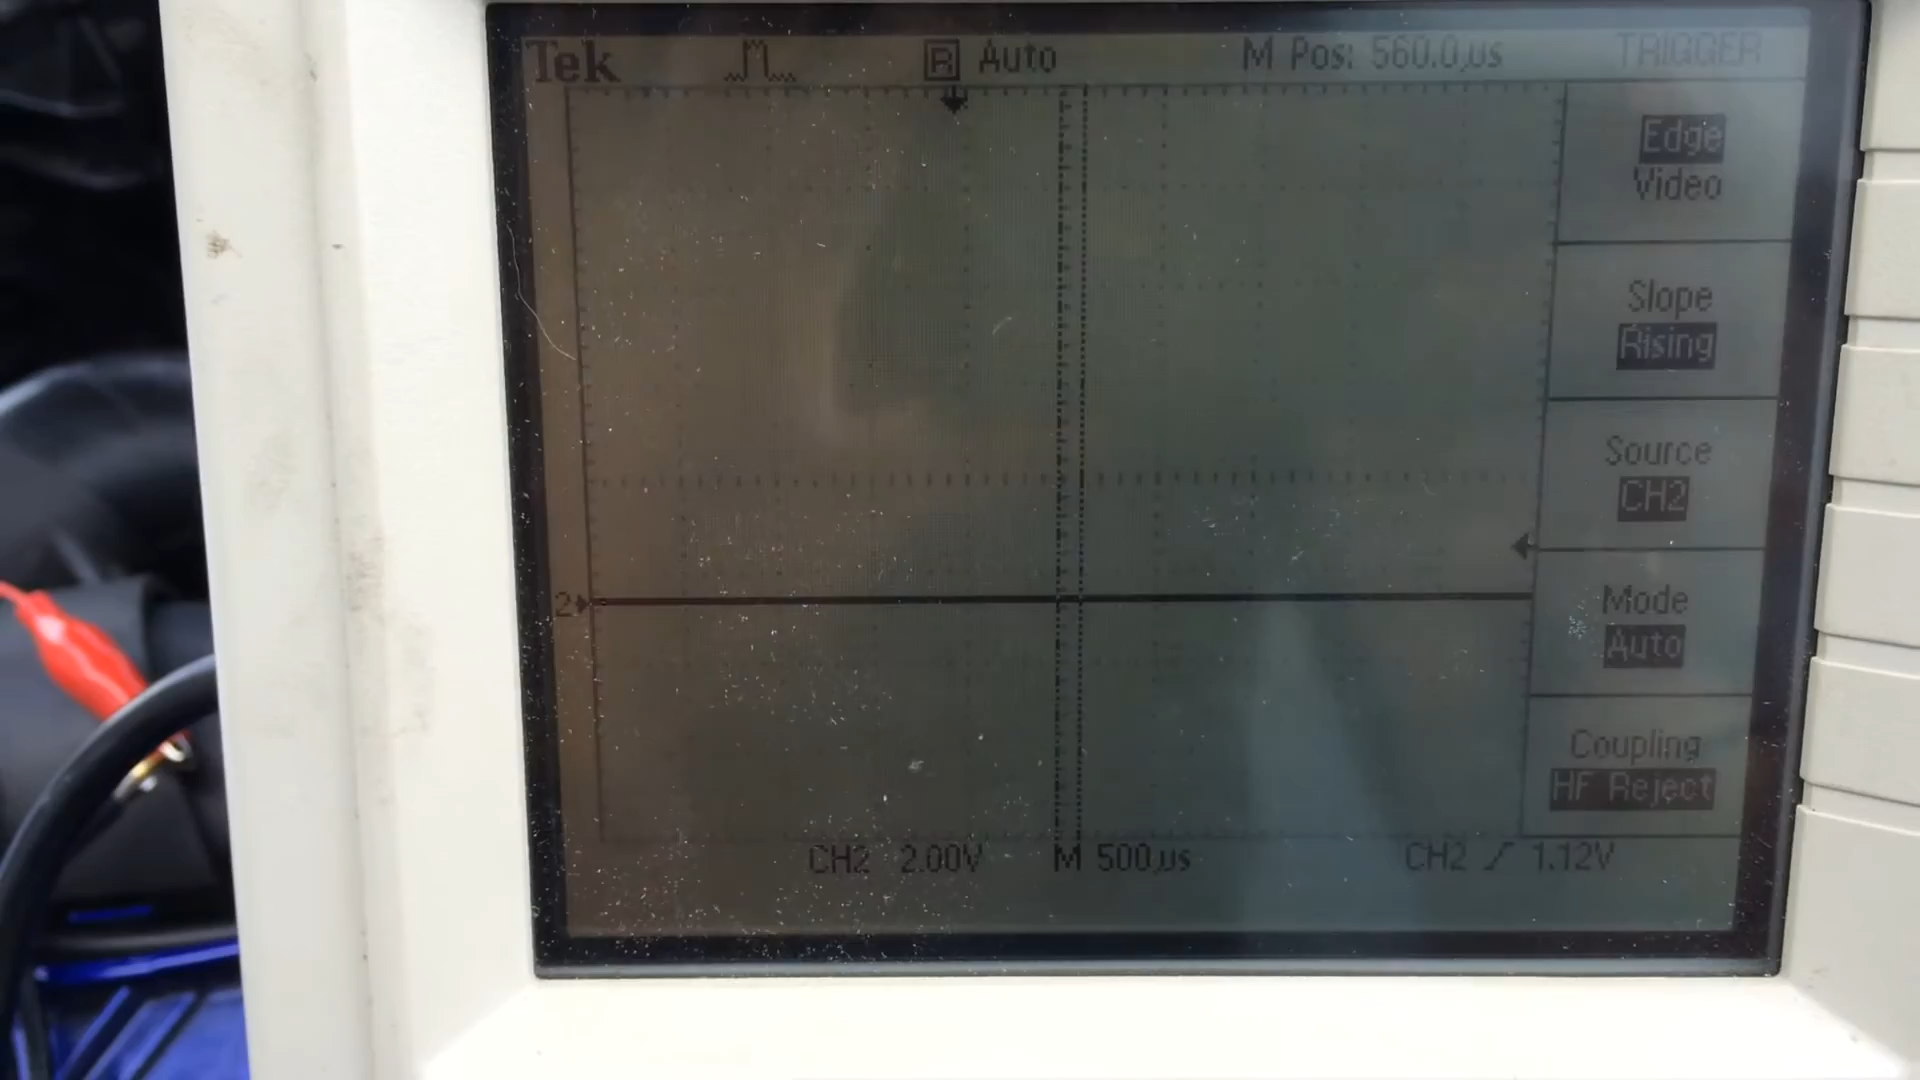 Tek R Auto M Pos: 560.0µs TRIGGER
Edge
Video
Slope
Rising
Source
CH2
Mode
Auto
Coupling
HF Reject
2
CH2 2.00V M 500µs CH2 1.12V